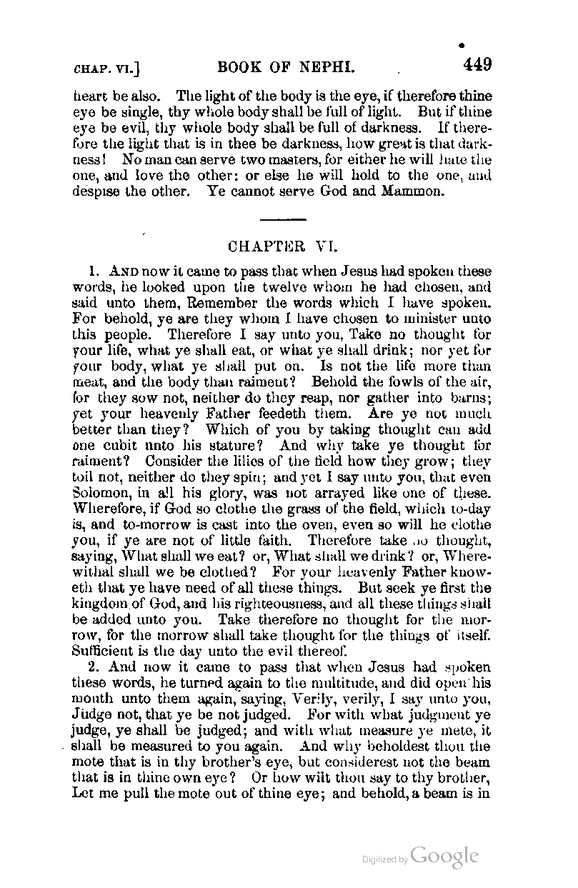 CHAP. VI.] BOOK OF NEPHI. 449
heart be also. The light of the body is the eye, if therefore thine
eye be single, thy whole body shall be full of light. But if thine
eye be evil, thy whole body shall be full of darkness. If there-
fore the light that is in thee be darkness, how great is that dark-
ness! No man can serve two masters, for either he will hate the
one, and love the other: or else he will hold to the one, and
despise the other. Ye cannot serve God and Mammon.
CHAPTER VI.
1. AND now it came to pass that when Jesus had spoken these
words, he looked upon the twelve whom he had chosen, and
said unto them, Remember the words which I have spoken.
For behold, ye are they whom I have chosen to minister unto
this people. Therefore I say unto you, Take no thought for
your life, what ye shall eat, or what ye shall drink; nor yet for
your body, what ye shall put on. Is not the life more than
meat, and the body than raiment? Behold the fowls of the air,
for they sow not, neither do they reap, nor gather into barns;
yet your heavenly Father feedeth them. Are ye not much
better than they? Which of you by taking thought can add
one cubit unto his stature? And why take ye thought for
raiment? Consider the lilies of the field how they grow; they
toil not, neither do they spin; and yet I say unto you, that even
Solomon, in all his glory, was not arrayed like one of these.
Wherefore, if God so clothe the grass of the field, which to-day
is, and to-morrow is cast into the oven, even so will he clothe
you, if ye are not of little faith. Therefore take no thought,
saying, What shall we eat? or, What shall we drink? or, Where-
withal shall we be clothed? For your heavenly Father know-
eth that ye have need of all these things. But seek ye first the
kingdom of God, and his righteousness, and all these things shall
be added unto you. Take therefore no thought for the mor-
row, for the morrow shall take thought for the things of itself.
Sufficient is the day unto the evil thereof.
2. And now it came to pass that when Jesus had spoken
these words, he turned again to the multitude, and did open his
mouth unto them again, saying, Verily, verily, I say unto you,
Judge not, that ye be not judged. For with what judgment ye
judge, ye shall be judged; and with what measure ye mete, it
shall be measured to you again. And why beholdest thou the
mote that is in thy brother's eye, but considerest not the beam
that is in thine own eye? Or how wilt thou say to thy brother,
Let me pull the mote out of thine eye; and behold, a beam is in
Digitized by Google